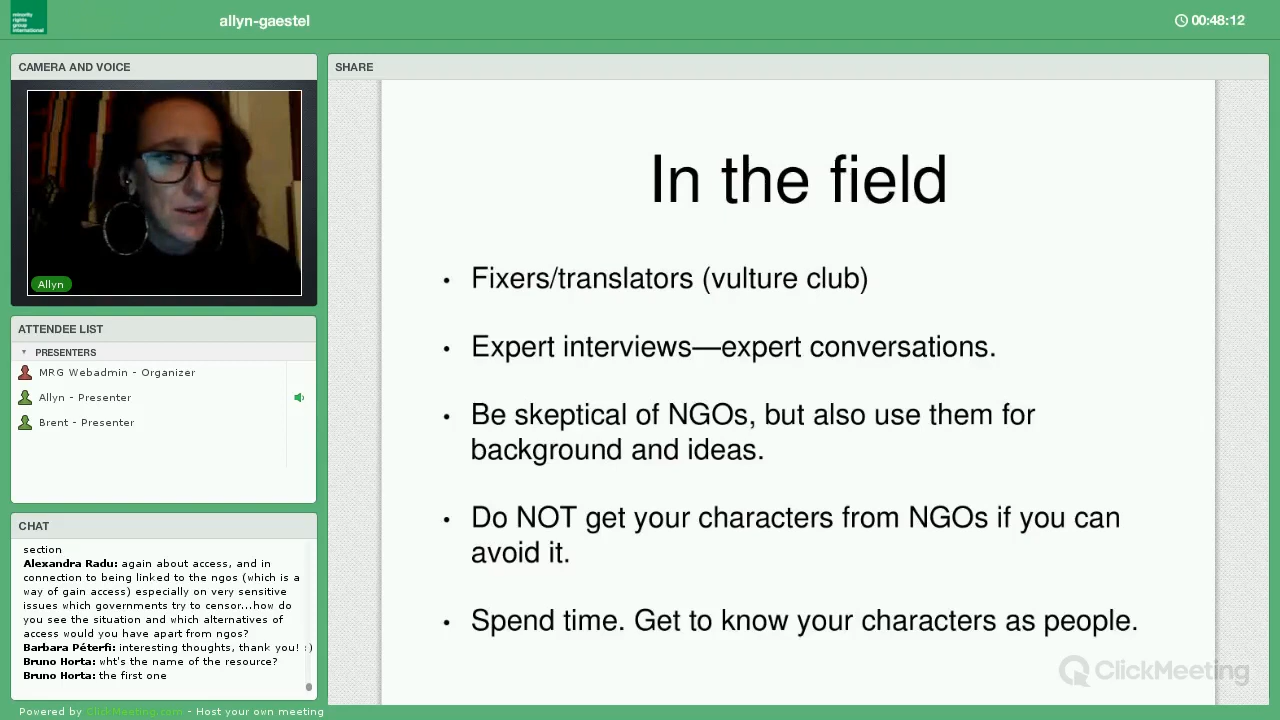 minority
rights
group
international
allyn-gaestel
00:48:12
CAMERA AND VOICE
Allyn
ATTENDEE LIST
PRESENTERS
MRG Webadmin - Organizer
Allyn - Presenter
Brent - Presenter
CHAT
section
Alexandra Radu: again about access, and in
connection to being linked to the ngos (which is a
way of gain access) especially on very sensitive
issues which governments try to censor...how do
you see the situation and which alternatives of
access would you have apart from ngos?
Barbara Péterfi: interesting thoughts, thank you! :)
Bruno Horta: wht's the name of the resource?
Bruno Horta: the first one
Powered by ClickMeeting.com - Host your own meeting
SHARE
In the field
• Fixers/translators (vulture club)
• Expert interviews—expert conversations.
• Be skeptical of NGOs, but also use them for
background and ideas.
• Do NOT get your characters from NGOs if you can
avoid it.
• Spend time. Get to know your characters as people.
ClickMeeting